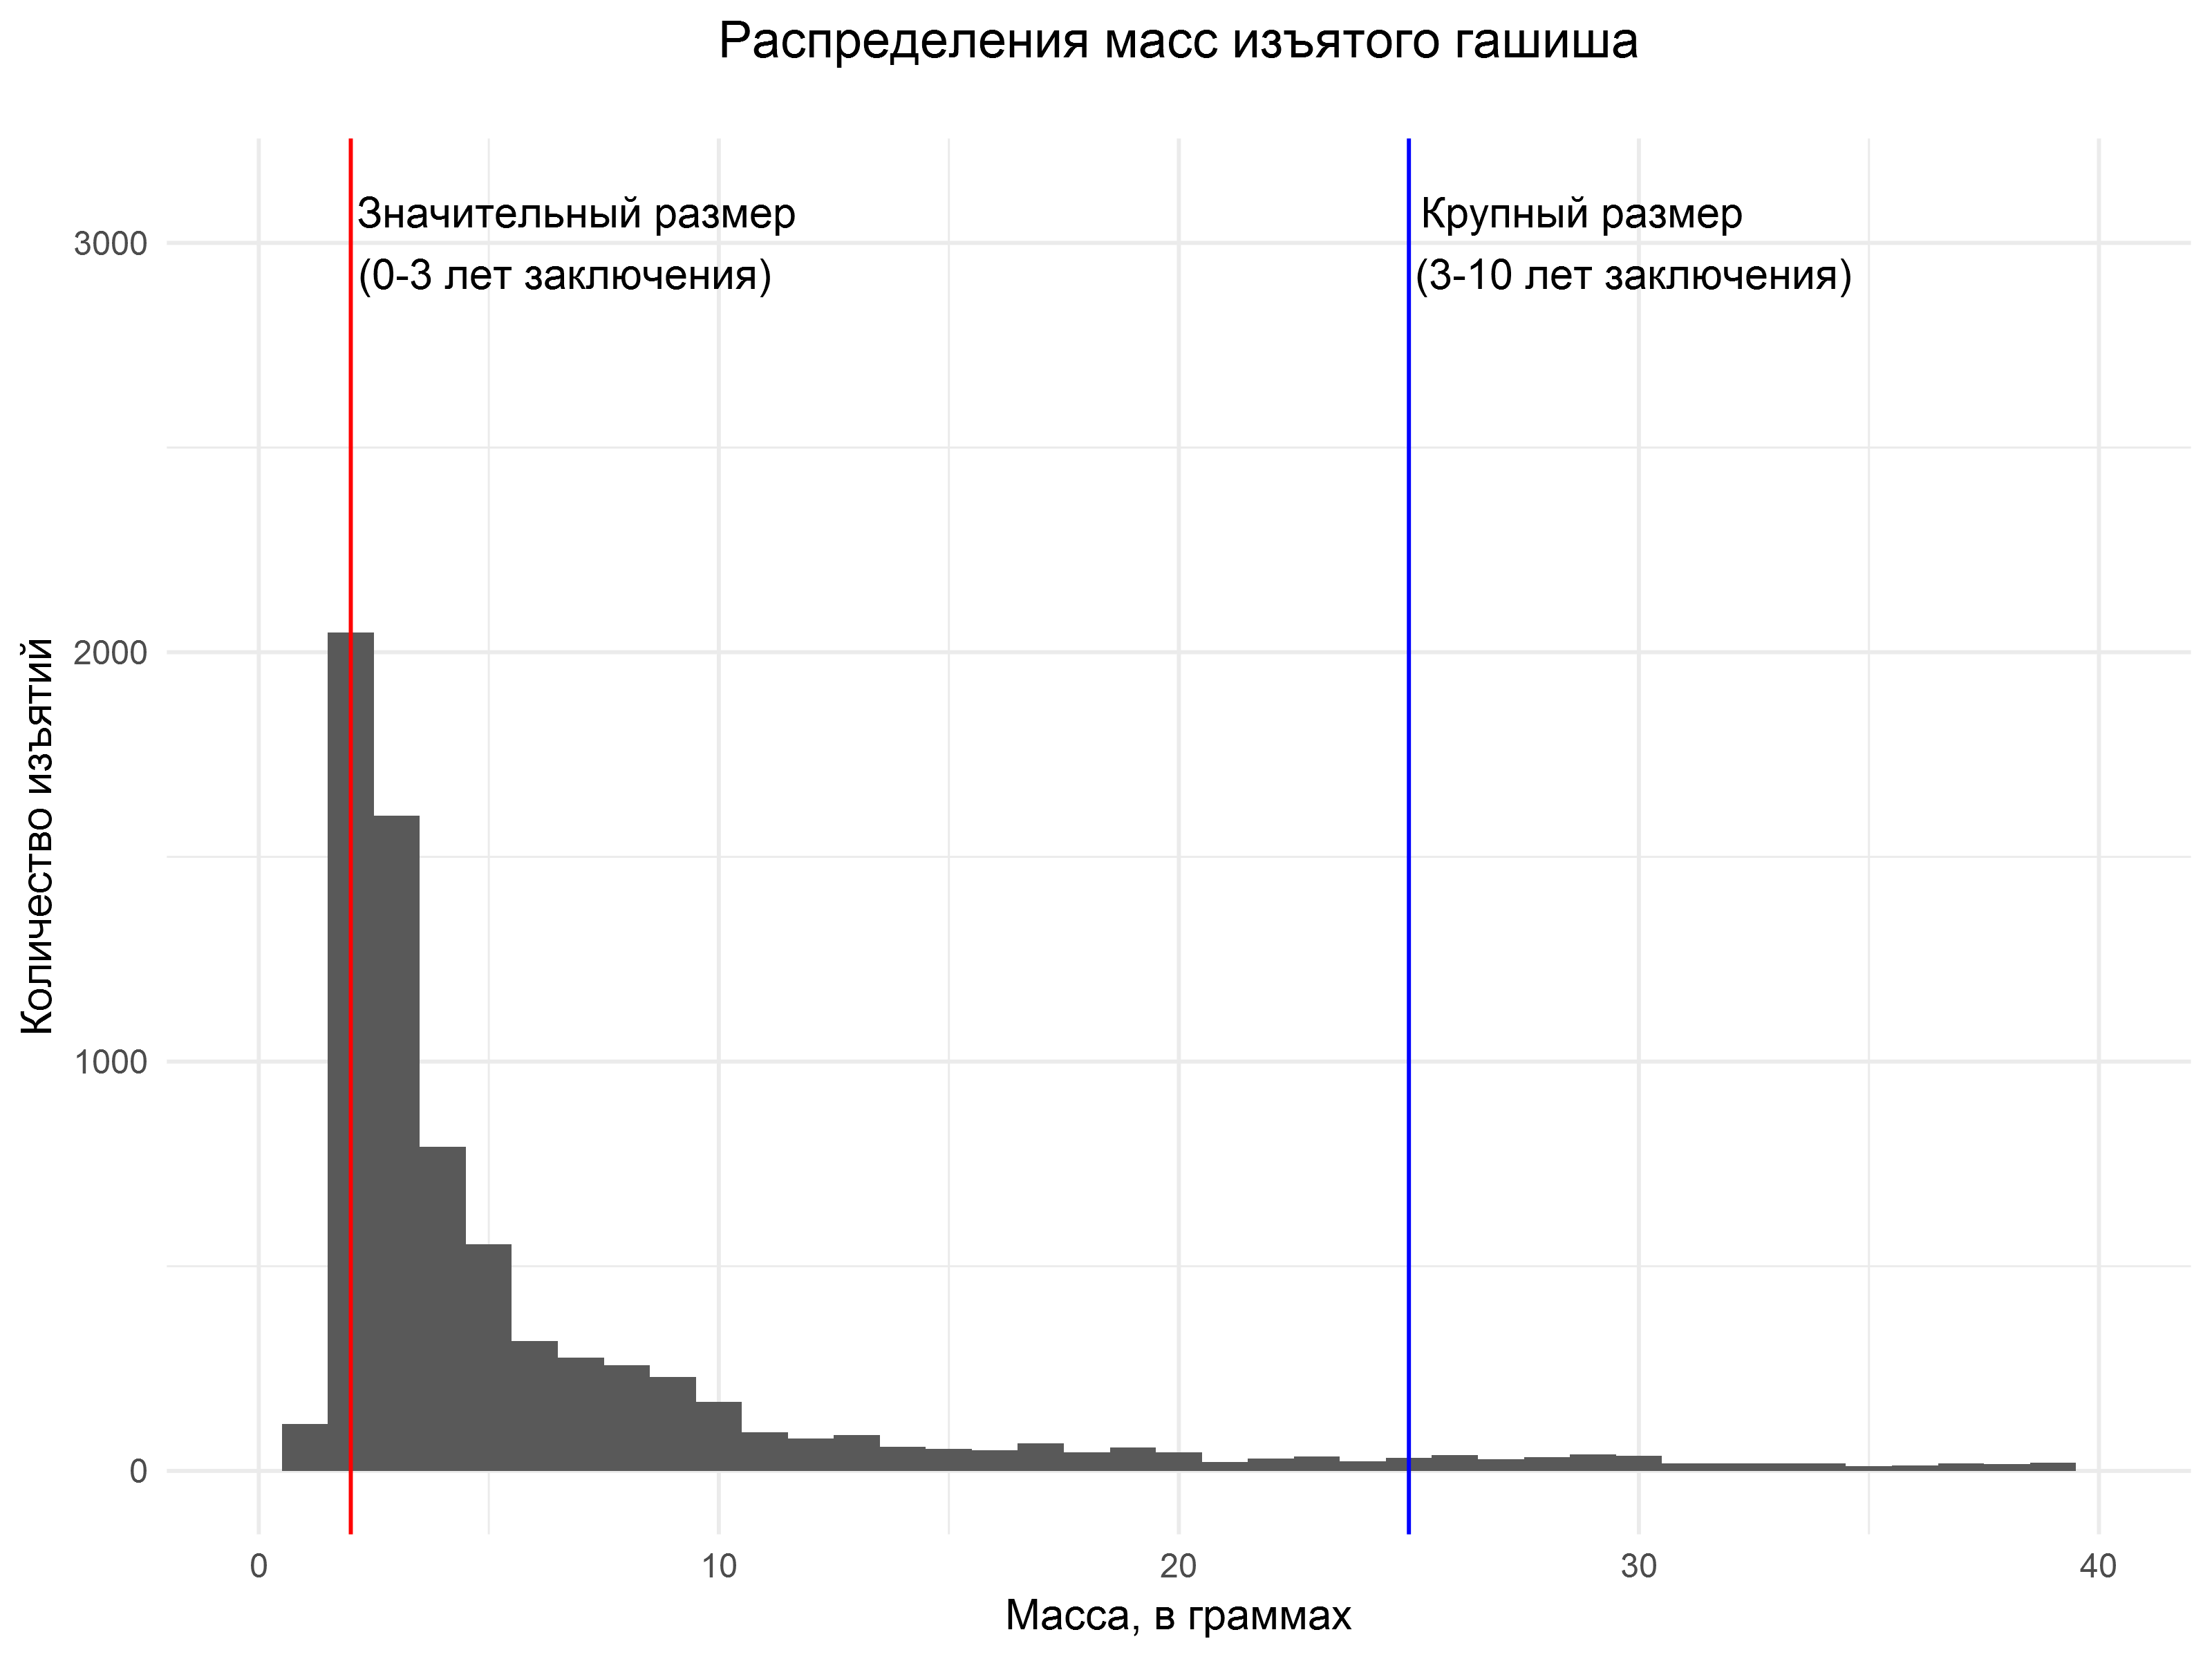 Распределения масс изъятого гашиша
Значительный размер
(0-3 лет заключения)
Крупный размер
(3-10 лет заключения)
Количество изъятий
3000
2000
1000
0
0
10
20
30
40
Масса, в граммах